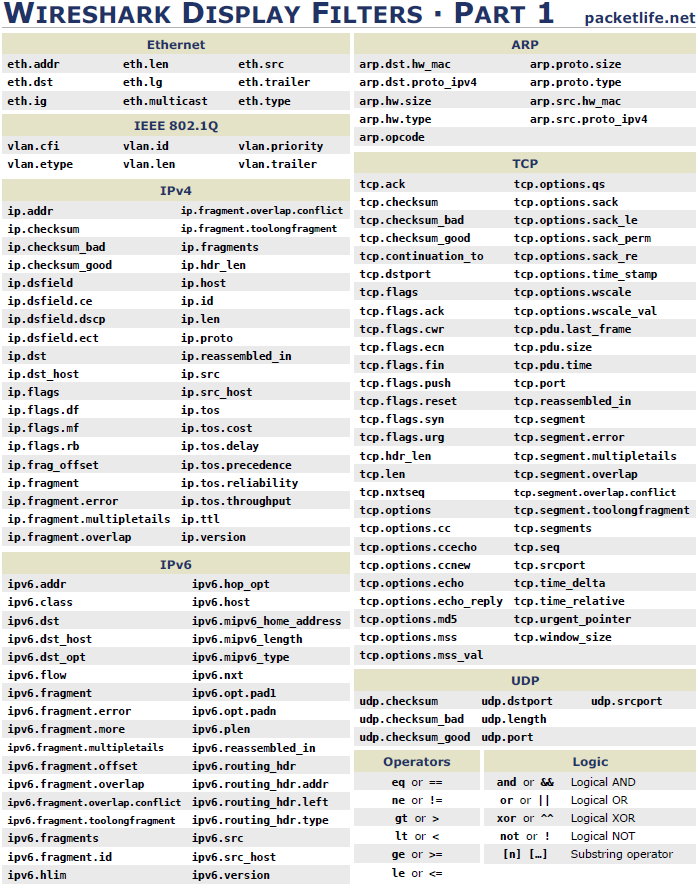 WIRESHARK DISPLAY FILTERS · PART 1 packetlife.net
Ethernet
eth.addr eth.len eth.src
eth.dst eth.lg eth.trailer
eth.ig eth.multicast eth.type
IEEE 802.1Q
vlan.cfi vlan.id vlan.priority
vlan.etype vlan.len vlan.trailer
IPv4
ip.addr ip.fragment.overlap.conflict
ip.checksum ip.fragment.toolongfragment
ip.checksum_bad ip.fragments
ip.checksum_good ip.hdr_len
ip.dsfield ip.host
ip.dsfield.ce ip.id
ip.dsfield.dscp ip.len
ip.dsfield.ect ip.proto
ip.dst ip.reassembled_in
ip.dst_host ip.src
ip.flags ip.src_host
ip.flags.df ip.tos
ip.flags.mf ip.tos.cost
ip.flags.rb ip.tos.delay
ip.frag_offset ip.tos.precedence
ip.fragment ip.tos.reliability
ip.fragment.error ip.tos.throughput
ip.fragment.multipletails ip.ttl
ip.fragment.overlap ip.version
IPv6
ipv6.addr ipv6.hop_opt
ipv6.class ipv6.host
ipv6.dst ipv6.mipv6_home_address
ipv6.dst_host ipv6.mipv6_length
ipv6.dst_opt ipv6.mipv6_type
ipv6.flow ipv6.nxt
ipv6.fragment ipv6.opt.pad1
ipv6.fragment.error ipv6.opt.padn
ipv6.fragment.more ipv6.plen
ipv6.fragment.multipletails ipv6.reassembled_in
ipv6.fragment.offset ipv6.routing_hdr
ipv6.fragment.overlap ipv6.routing_hdr.addr
ipv6.fragment.overlap.conflict ipv6.routing_hdr.left
ipv6.fragment.toolongfragment ipv6.routing_hdr.type
ipv6.fragments ipv6.src
ipv6.fragment.id ipv6.src_host
ipv6.hlim ipv6.version
ARP
arp.dst.hw_mac arp.proto.size
arp.dst.proto_ipv4 arp.proto.type
arp.hw.size arp.src.hw_mac
arp.hw.type arp.src.proto_ipv4
arp.opcode
TCP
tcp.ack tcp.options.qs
tcp.checksum tcp.options.sack
tcp.checksum_bad tcp.options.sack_le
tcp.checksum_good tcp.options.sack_perm
tcp.continuation_to tcp.options.sack_re
tcp.dstport tcp.options.time_stamp
tcp.flags tcp.options.wscale
tcp.flags.ack tcp.options.wscale_val
tcp.flags.cwr tcp.pdu.last_frame
tcp.flags.ecn tcp.pdu.size
tcp.flags.fin tcp.pdu.time
tcp.flags.push tcp.port
tcp.flags.reset tcp.reassembled_in
tcp.flags.syn tcp.segment
tcp.flags.urg tcp.segment.error
tcp.hdr_len tcp.segment.multipletails
tcp.len tcp.segment.overlap
tcp.nxtseq tcp.segment.overlap.conflict
tcp.options tcp.segment.toolongfragment
tcp.options.cc tcp.segments
tcp.options.ccecho tcp.seq
tcp.options.ccnew tcp.srcport
tcp.options.echo tcp.time_delta
tcp.options.echo_reply tcp.time_relative
tcp.options.md5 tcp.urgent_pointer
tcp.options.mss tcp.window_size
tcp.options.mss_val
UDP
udp.checksum udp.dstport udp.srcport
udp.checksum_bad udp.length
udp.checksum_good udp.port
Operators
eq or ==
ne or !=
gt or >
lt or <
ge or >=
le or <=
Logic
and or && Logical AND
or or || Logical OR
xor or ^^ Logical XOR
not or ! Logical NOT
[n] […] Substring operator